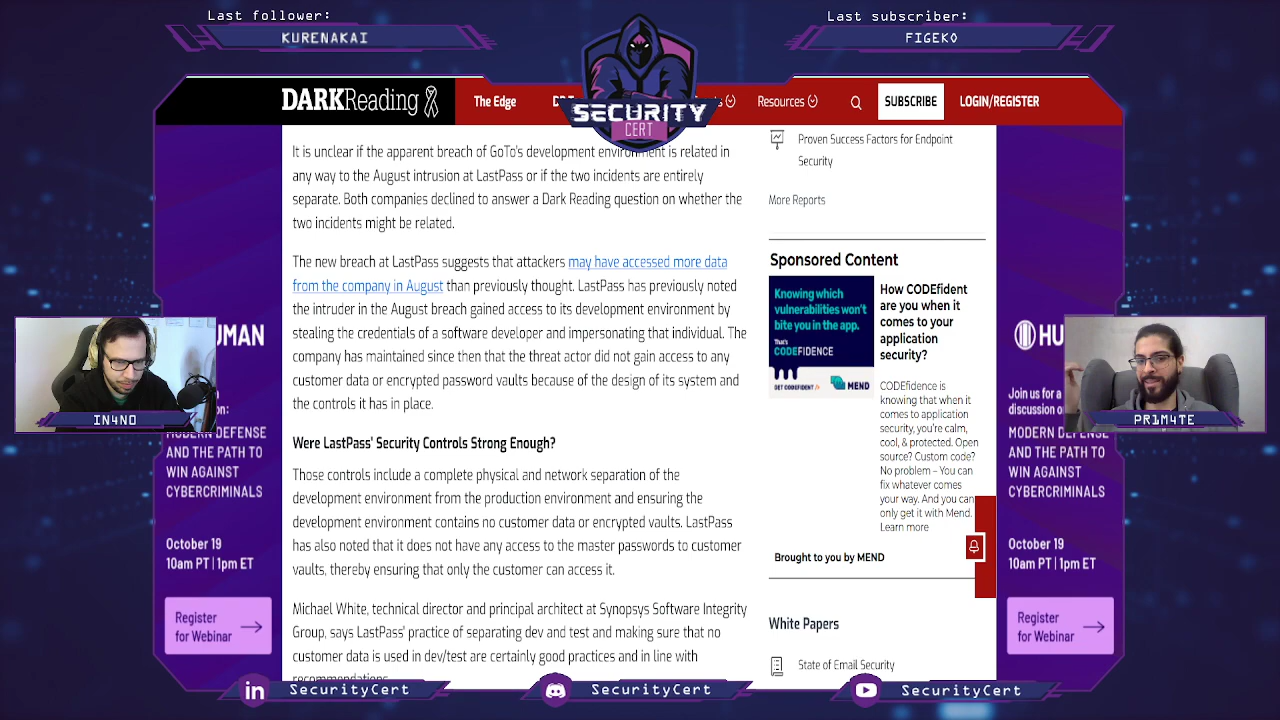 Last follower:
KURENAKAI
Last subscriber:
FIGEKO
SECURITY
CERT
DARKReading
The Edge
Resources
SUBSCRIBE
LOGIN/REGISTER
It is unclear if the apparent breach of GoTo's development environment is related in
any way to the August intrusion at LastPass or if the two incidents are entirely
separate. Both companies declined to answer a Dark Reading question on whether the
two incidents might be related.
The new breach at LastPass suggests that attackers may have accessed more data
from the company in August than previously thought. LastPass has previously noted
the intruder in the August breach gained access to its development environment by
stealing the credentials of a software developer and impersonating that individual. The
company has maintained since then that the threat actor did not gain access to any
customer data or encrypted password vaults because of the design of its system and
the controls it has in place.
Were LastPass' Security Controls Strong Enough?
Those controls include a complete physical and network separation of the
development environment from the production environment and ensuring the
development environment contains no customer data or encrypted vaults. LastPass
has also noted that it does not have any access to the master passwords to customer
vaults, thereby ensuring that only the customer can access it.
Michael White, technical director and principal architect at Synopsys Software Integrity
Group, says LastPass' practice of separating dev and test and making sure that no
customer data is used in dev/test are certainly good practices and in line with
recommendations.
Proven Success Factors for Endpoint
Security
More Reports
Sponsored Content
Knowing which
vulnerabilities won't
bite you in the app.
That's
CODEFIDENCE
GET CODEFIDENT
MEND
How CODEfident
are you when it
comes to your
application
security?
CODEfidence is
knowing that when it
comes to application
security, you're calm,
cool, & protected. Open
source? Custom code?
No problem – You can
fix whatever comes
your way. And you can
only get it with Mend.
Learn more
Brought to you by MEND
White Papers
State of Email Security
UMAN
IN4N0
MODERN DEFENSE
AND THE PATH TO
WIN AGAINST
CYBERCRIMINALS
October 19
10am PT | 1pm ET
Register
for Webinar
HU
Join us for a
discussion on
PR1M4TE
MODERN DEFENSE
AND THE PATH TO
WIN AGAINST
CYBERCRIMINALS
October 19
10am PT | 1pm ET
Register
for Webinar
in SecurityCert
SecurityCert
SecurityCert